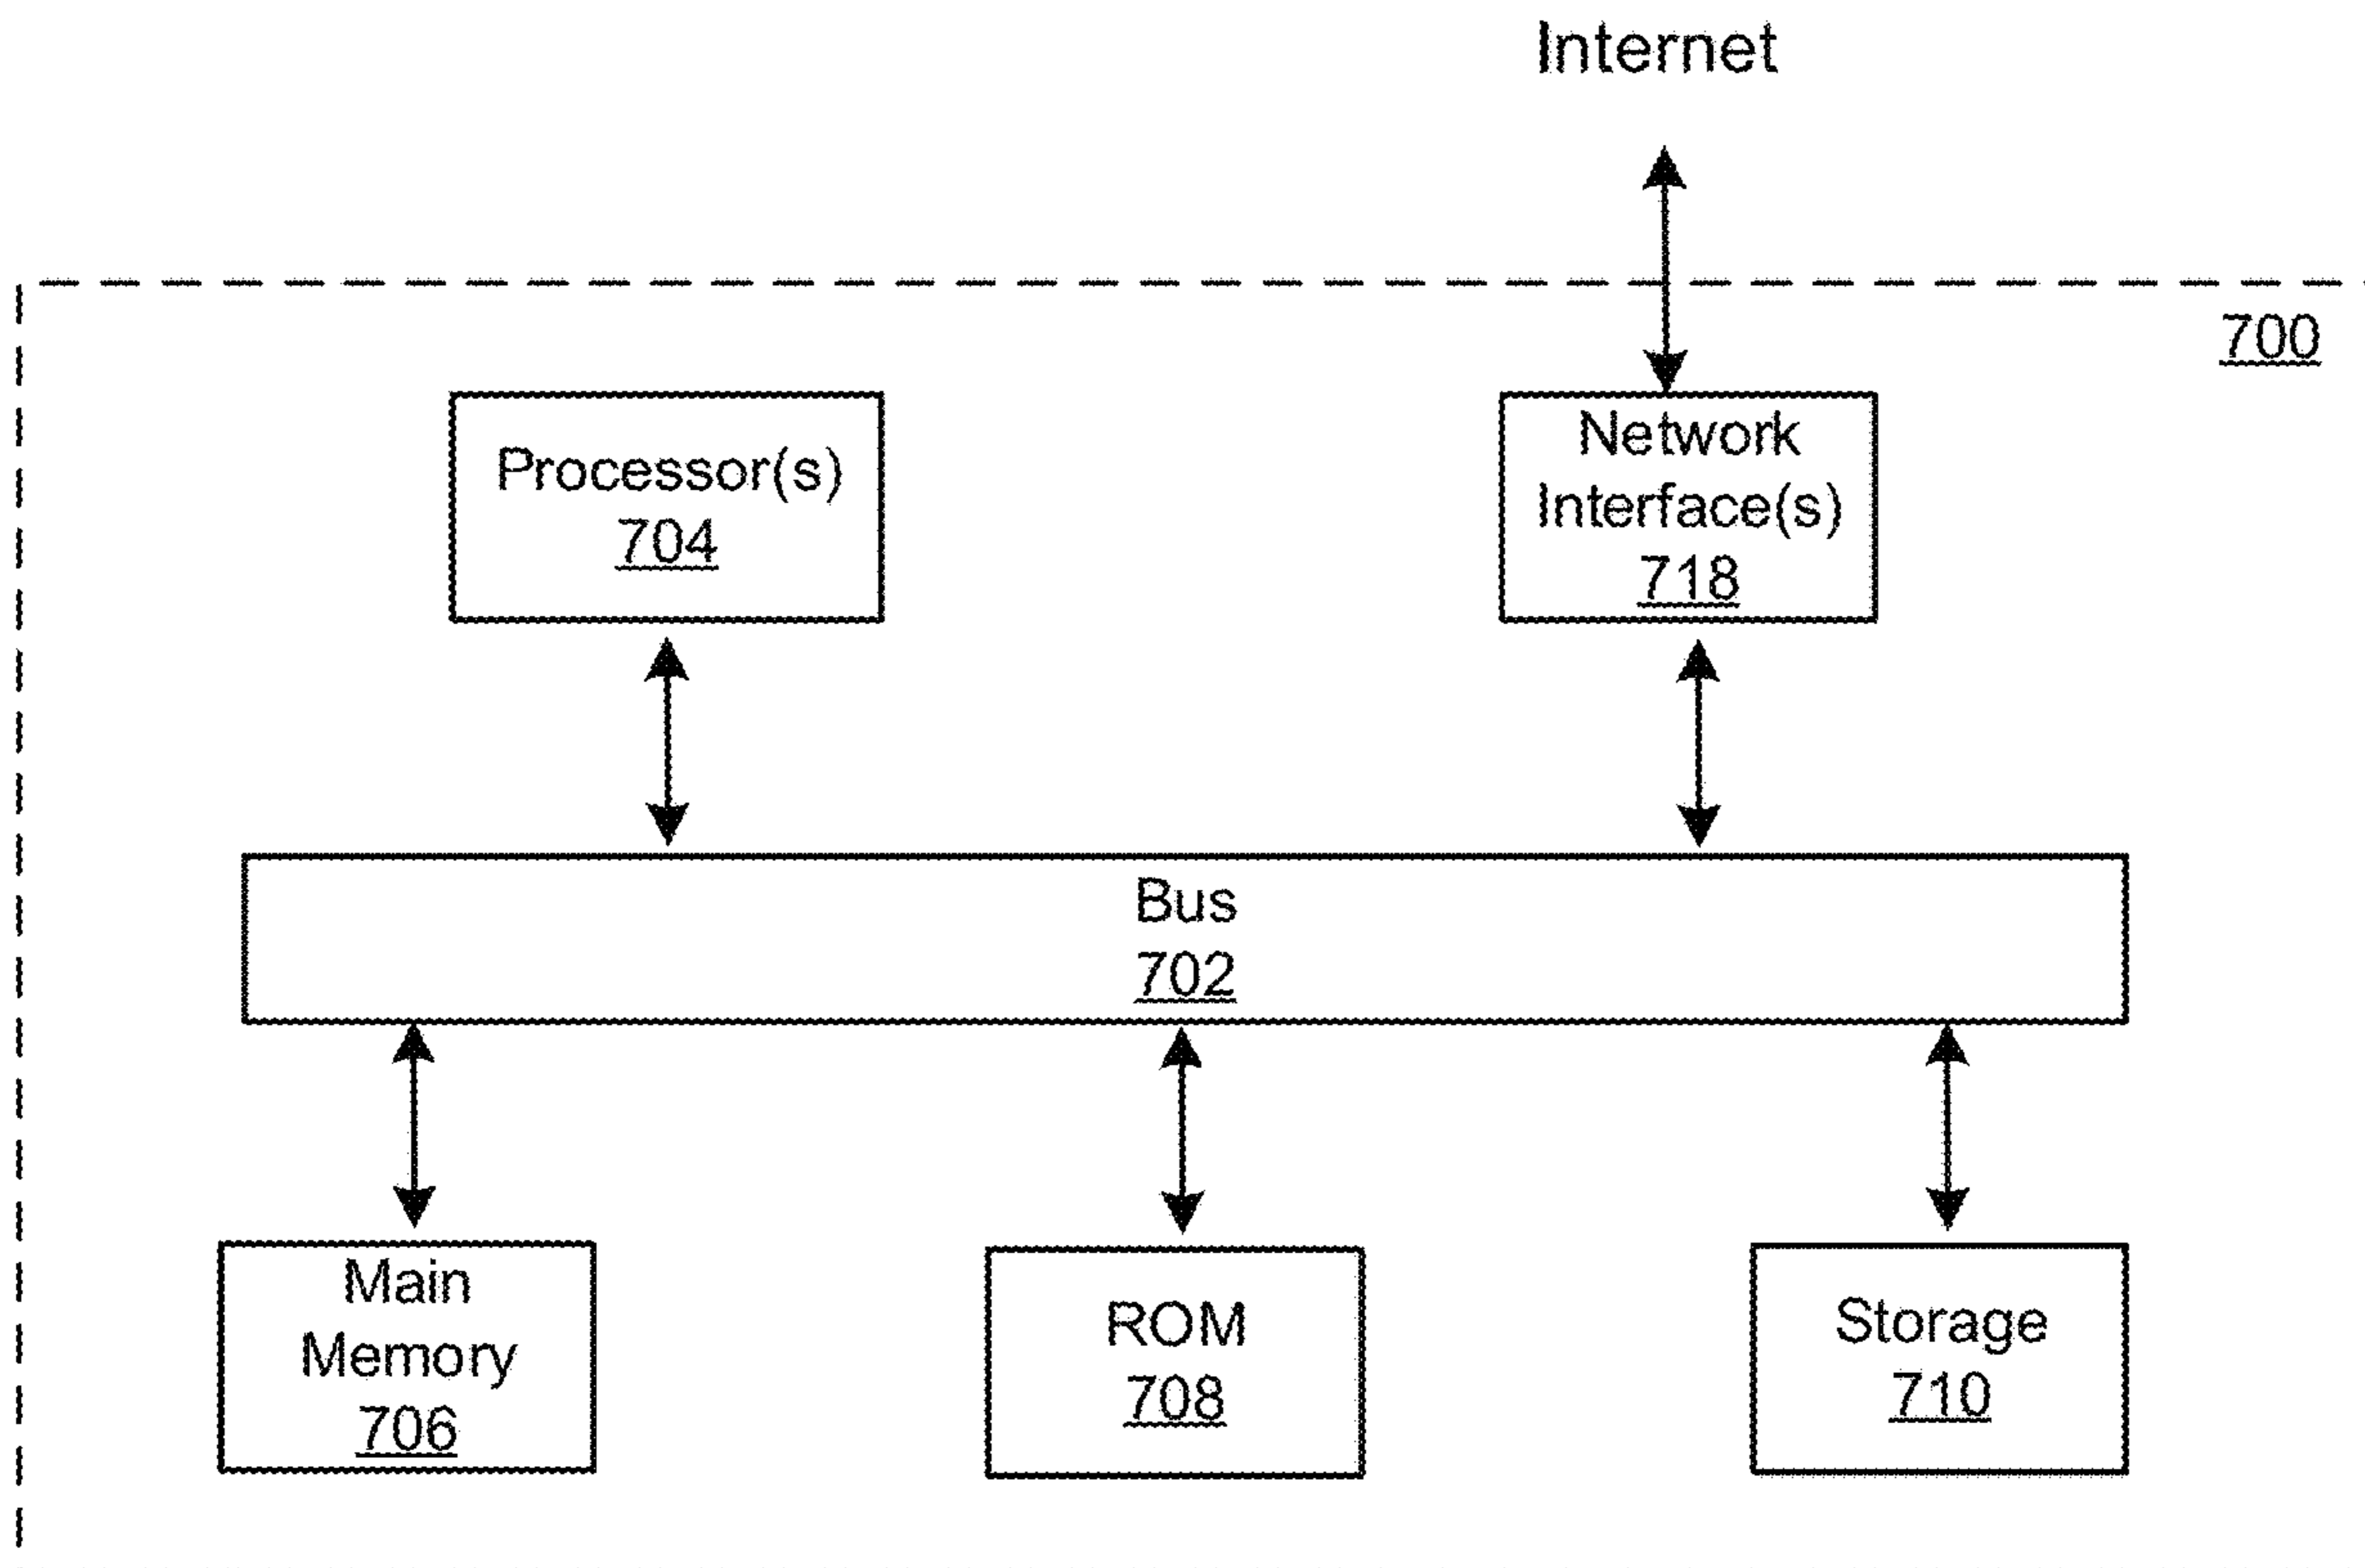 Internet
700
Processor(s)
704
Network
Interface(s)
718
Bus
702
Main
Memory
706
ROM
708
Storage
710